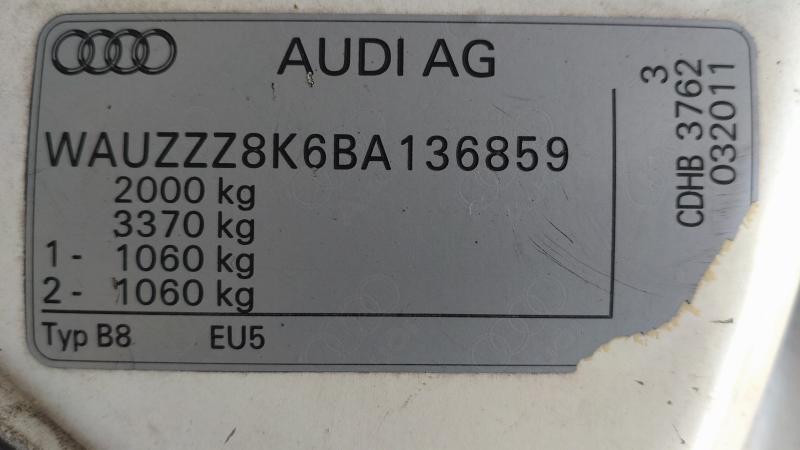 AUDI AG
WAUZZZ8K6BA136859
2000 kg
3370 kg
1 - 1060 kg
2 - 1060 kg
Typ B8 EU5
3
CDHB 3762
032011